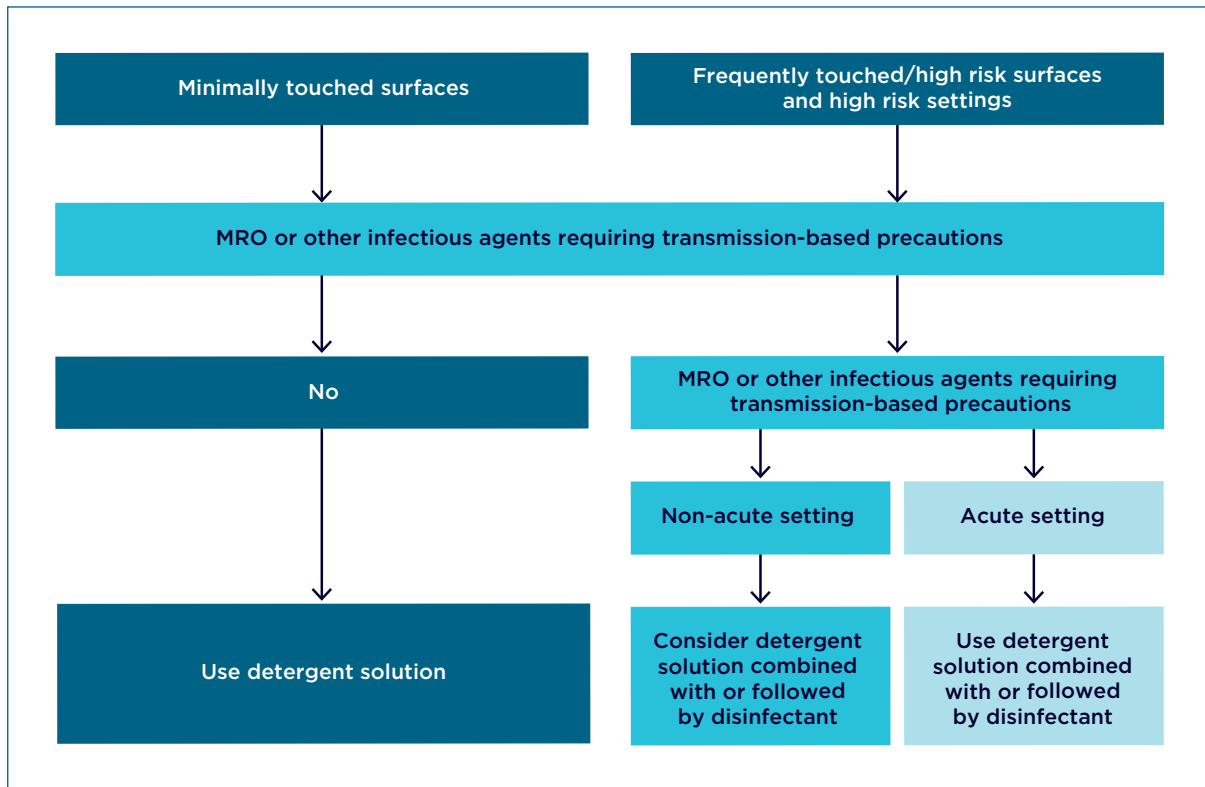 Minimally touched surfaces
Frequently touched/high risk surfaces
and high risk settings
MRO or other infectious agents requiring transmission-based precautions
No
MRO or other infectious agents requiring
transmission-based precautions
Non-acute setting
Acute setting
Use detergent solution
Consider detergent
solution combined
with or followed
by disinfectant
Use detergent
solution combined
with or followed
by disinfectant